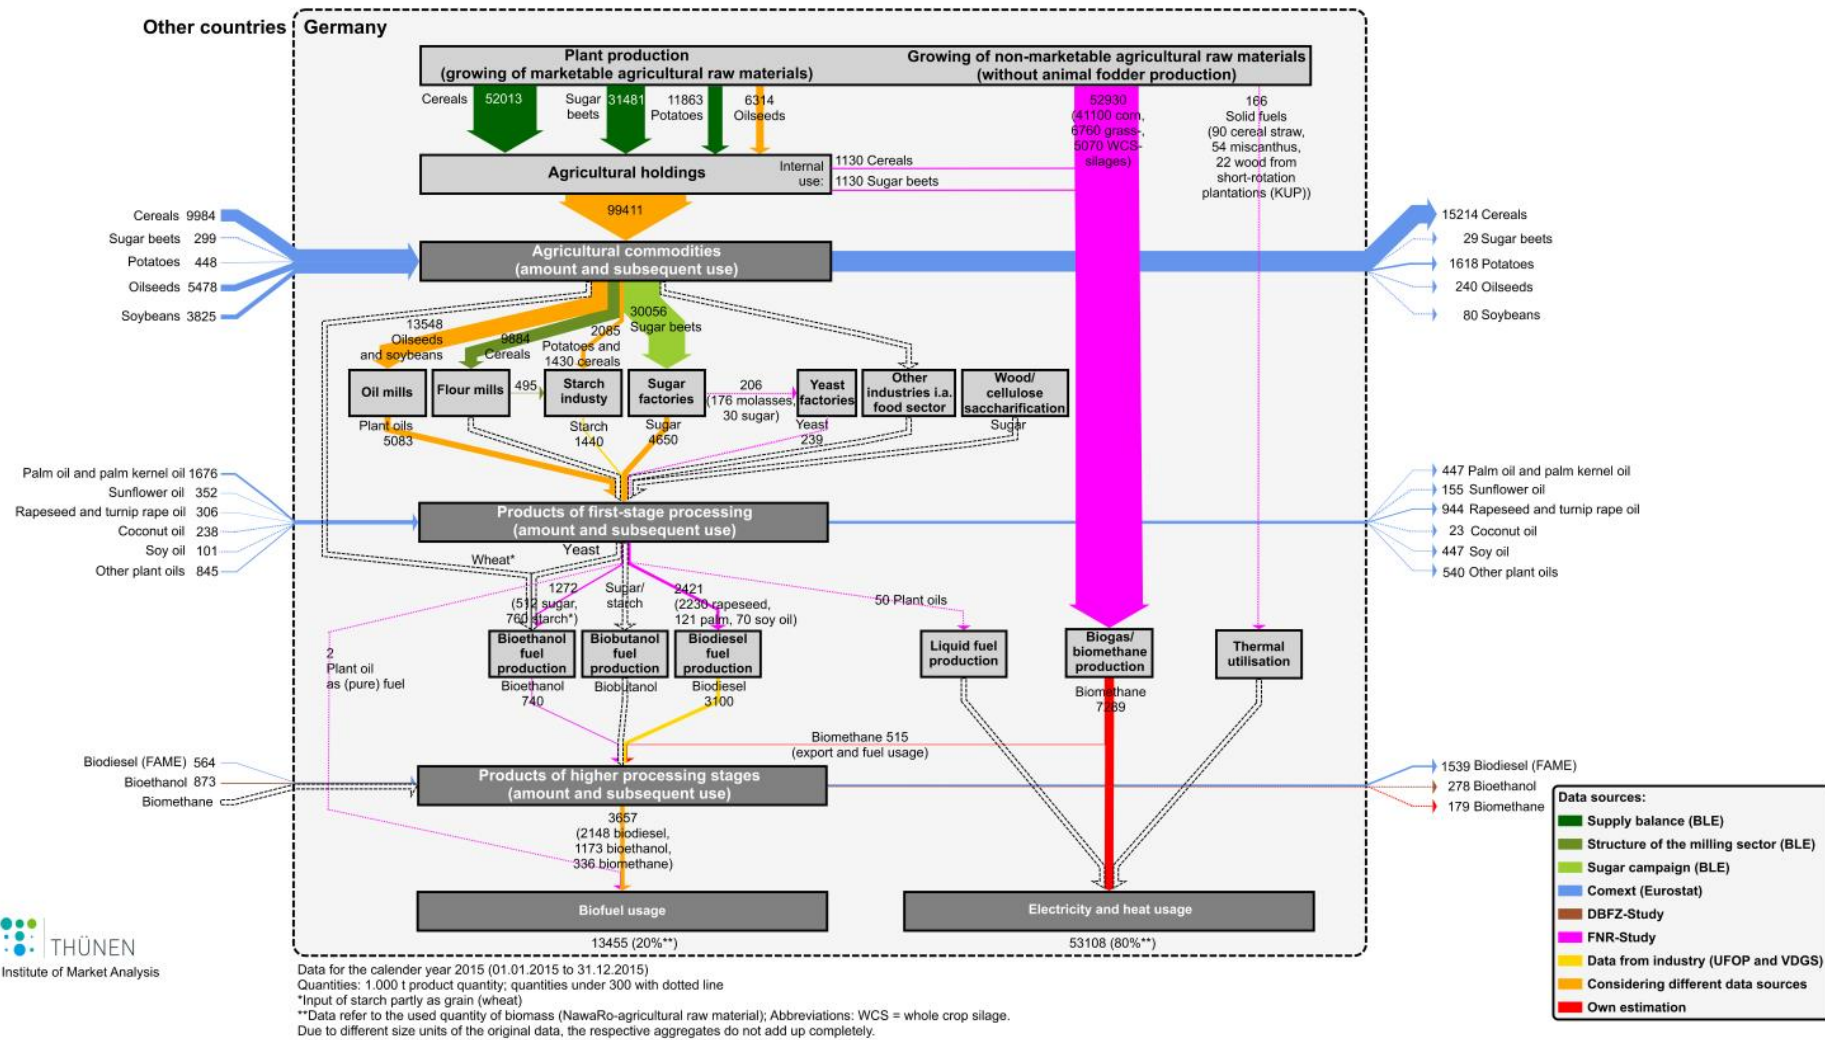 Other countries
Germany
Plant production
(growing of marketable agricultural raw materials)
Growing of non-marketable agricultural raw materials
(without animal fodder production)
Cereals
52013
Sugar
beets
31481
11863
Potatoes
6314
Oilseeds
52930
(41100 corn,
6760 grass-,
5070 WCS-
silages)
166
Solid fuels
(90 cereal straw,
54 miscanthus,
22 wood from
short-rotation
plantations (KUP))
Agricultural holdings
Internal
use:
1130 Cereals
1130 Sugar beets
99411
Cereals 9984
Sugar beets 299
Potatoes 448
Oilseeds 5478
Soybeans 3825
Agricultural commodities
(amount and subsequent use)
15214 Cereals
29 Sugar beets
1618 Potatoes
240 Oilseeds
80 Soybeans
13548
Oilseeds
and soybeans
9884
Cereals
2085
Potatoes and
1430 cereals
30056
Sugar beets
Oil mills
Flour mills
495
Starch
industy
Sugar
factories
206
(176 molasses,
30 sugar)
Yeast
factories
Other
industries i.a.
food sector
Wood/
cellulose
saccharification
Plant oils
5083
Starch
1440
Sugar
4650
Yeast
239
Sugar
Palm oil and palm kernel oil 1676
Sunflower oil 352
Rapeseed and turnip rape oil 306
Coconut oil 238
Soy oil 101
Other plant oils 845
Products of first-stage processing
(amount and subsequent use)
447 Palm oil and palm kernel oil
155 Sunflower oil
944 Rapeseed and turnip rape oil
23 Coconut oil
447 Soy oil
540 Other plant oils
Wheat*
Yeast
1272
(512 sugar,
760 starch*)
Sugar/
starch
2421
(2230 rapeseed,
121 palm, 70 soy oil)
50 Plant oils
2
Plant oil
as (pure) fuel
Bioethanol
fuel
production
Biobutanol
fuel
production
Biodiesel
fuel
production
Liquid fuel
production
Biogas/
biomethane
production
Thermal
utilisation
Bioethanol
740
Biobutanol
Biodiesel
3100
Biomethane
7289
Biomethane 515
(export and fuel usage)
Biodiesel (FAME) 564
Bioethanol 873
Biomethane
Products of higher processing stages
(amount and subsequent use)
1539 Biodiesel (FAME)
278 Bioethanol
179 Biomethane
3657
(2148 biodiesel,
1173 bioethanol,
336 biomethane)
Biofuel usage
Electricity and heat usage
13455 (20%**)
53108 (80%**)
Data sources:
Supply balance (BLE)
Structure of the milling sector (BLE)
Sugar campaign (BLE)
Comext (Eurostat)
DBFZ-Study
FNR-Study
Data from industry (UFOP and VDGS)
Considering different data sources
Own estimation
THÜNEN
Institute of Market Analysis
Data for the calender year 2015 (01.01.2015 to 31.12.2015)
Quantities: 1.000 t product quantity; quantities under 300 with dotted line
*Input of starch partly as grain (wheat)
**Data refer to the used quantity of biomass (NawaRo-agricultural raw material); Abbreviations: WCS = whole crop silage.
Due to different size units of the original data, the respective aggregates do not add up completely.